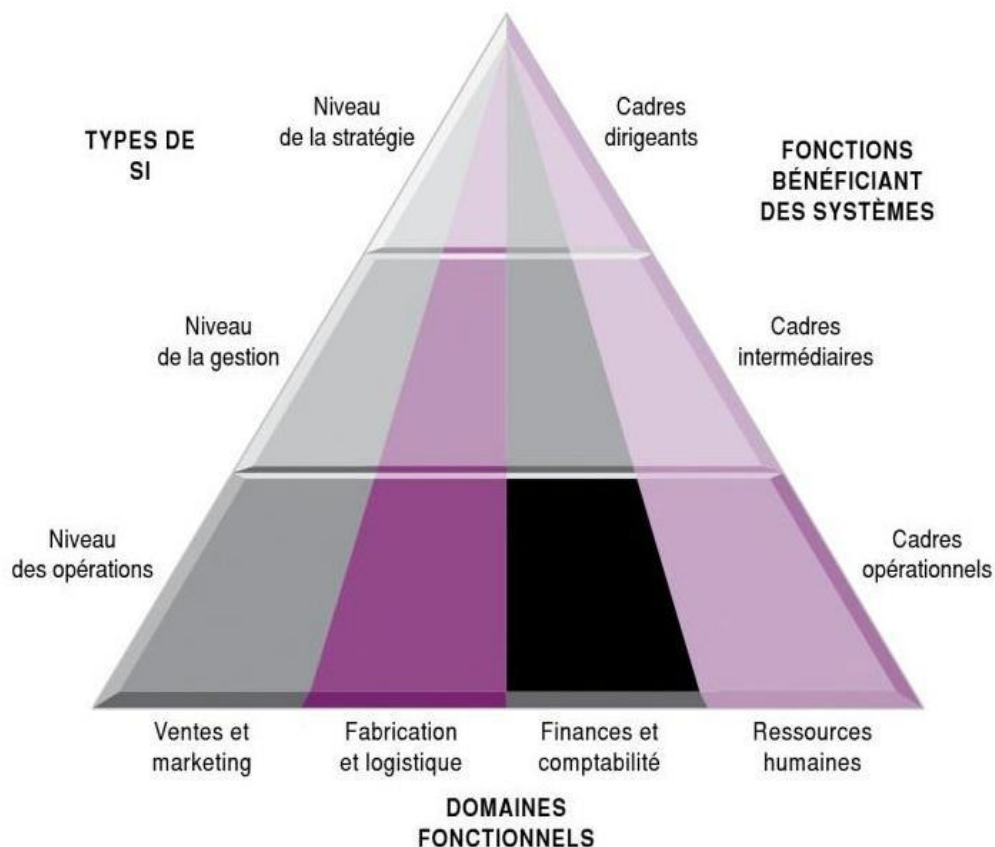 Niveau
de la stratégie
Cadres
dirigeants
TYPES DE
SI
FONCTIONS
BÉNÉFICIANT
DES SYSTÈMES
Niveau
de la gestion
Cadres
intermédiaires
Niveau
des opérations
Cadres
opérationnels
Ventes et
marketing
Fabrication
et logistique
Finances et
comptabilité
Ressources
humaines
DOMAINES
FONCTIONNELS